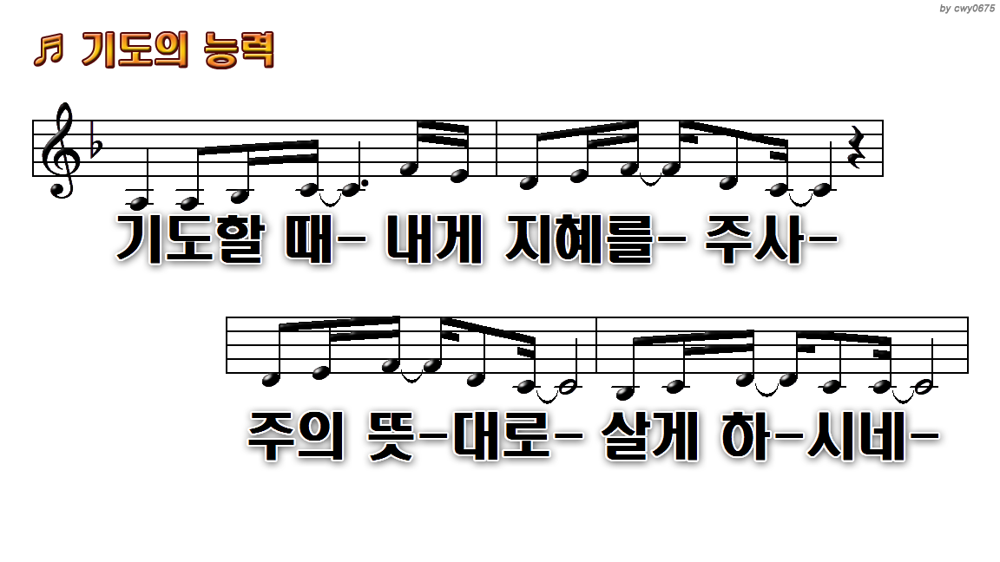 by cwy0675
♬ 기도의 능력
기도할 때- 내게 지혜를- 주사-
주의 뜻-대로- 살게 하-시네-